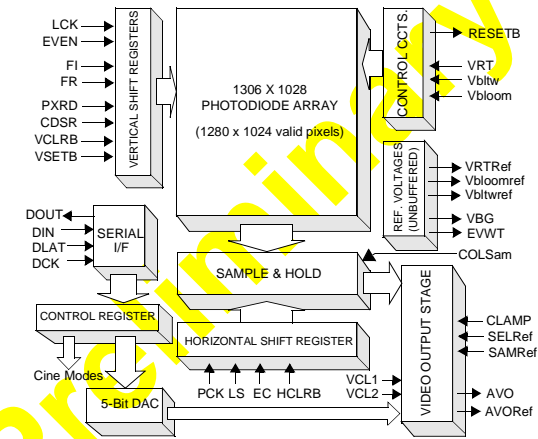 LCK
EVEN
FI
FR
PXRD
CDSR
VCLRB
VSETB
VERTICAL SHIFT REGISTERS
1306 X 1028
PHOTODIODE ARRAY
(1280 x 1024 valid pixels)
CONTROL CCTS.
RESETB
VRT
Vbltw
Vbloom
REF. VOLTAGES
(UNBUFFERED)
VRTRef
Vbloomref
Vbltwref
VBG
EVWT
DOUT
DIN
DLAT
DCK
SERIAL
I/F
SAMPLE & HOLD
COLSam
CONTROL REGISTER
HORIZONTAL SHIFT REGISTER
VIDEO OUTPUT STAGE
CLAMP
SELRef
SAMRef
Cine Modes
PCK LS EC HCLRB
VCL1
VCL2
5-Bit DAC
AVO
AVORef
Preliminary